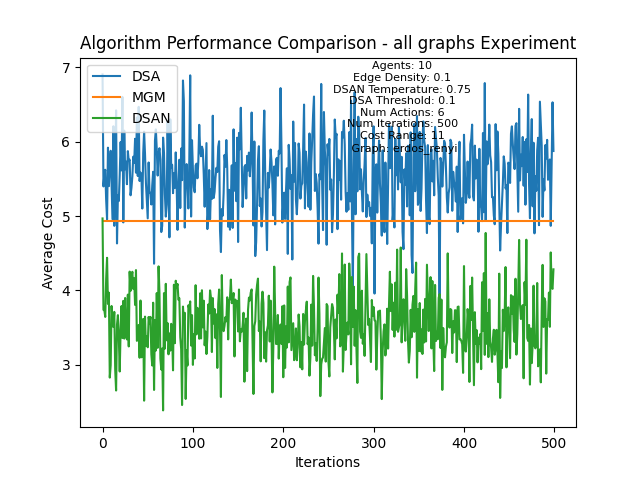 Algorithm Performance Comparison - all graphs Experiment
DSA
MGM
DSAN
Agents: 10
Edge Density: 0.1
DSAN Temperature: 0.75
DSA Threshold: 0.1
Num Actions: 6
Num Iterations: 500
Cost Range: 11
Graph: erdos_renyi
Average Cost
7
6
5
4
3
0 100 200 300 400 500
Iterations